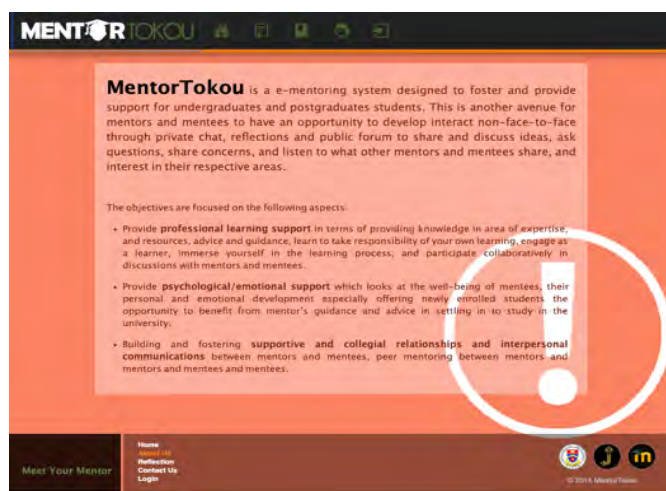 MENTORTOKOU
MentorTokou is a e-mentoring system designed to foster and provide
support for undergraduates and postgraduates students. This is another avenue for
mentors and mentees to have an opportunity to develop interact non-face-to-face
through private chat, reflections and public forum to share and discuss ideas, ask
questions, share concerns, and listen to what other mentors and mentees share, and
interest in their respective areas.
The objectives are focused on the following aspects:
• Provide professional learning support in terms of providing knowledge in area of expertise,
and resources, advice and guidance, learn to take responsibility of your own learning, engage as
a learner, immerse yourself in the learning process, and participate collaboratively in
discussions with mentors and mentees.
• Provide psychological/emotional support which looks at the well-being of mentees, their
personal and emotional development especially offering newly enrolled students the
opportunity to benefit from mentor's guidance and advice in settling in to study in the
university.
• Building and fostering supportive and collegial relationships and interpersonal
communications between mentors and mentees, peer mentoring between mentors and
mentors and mentees and mentees.
!
Meet Your Mentor
Home
About Us
Reflection
Contact Us
Login
in
© 2014 MentorTokou